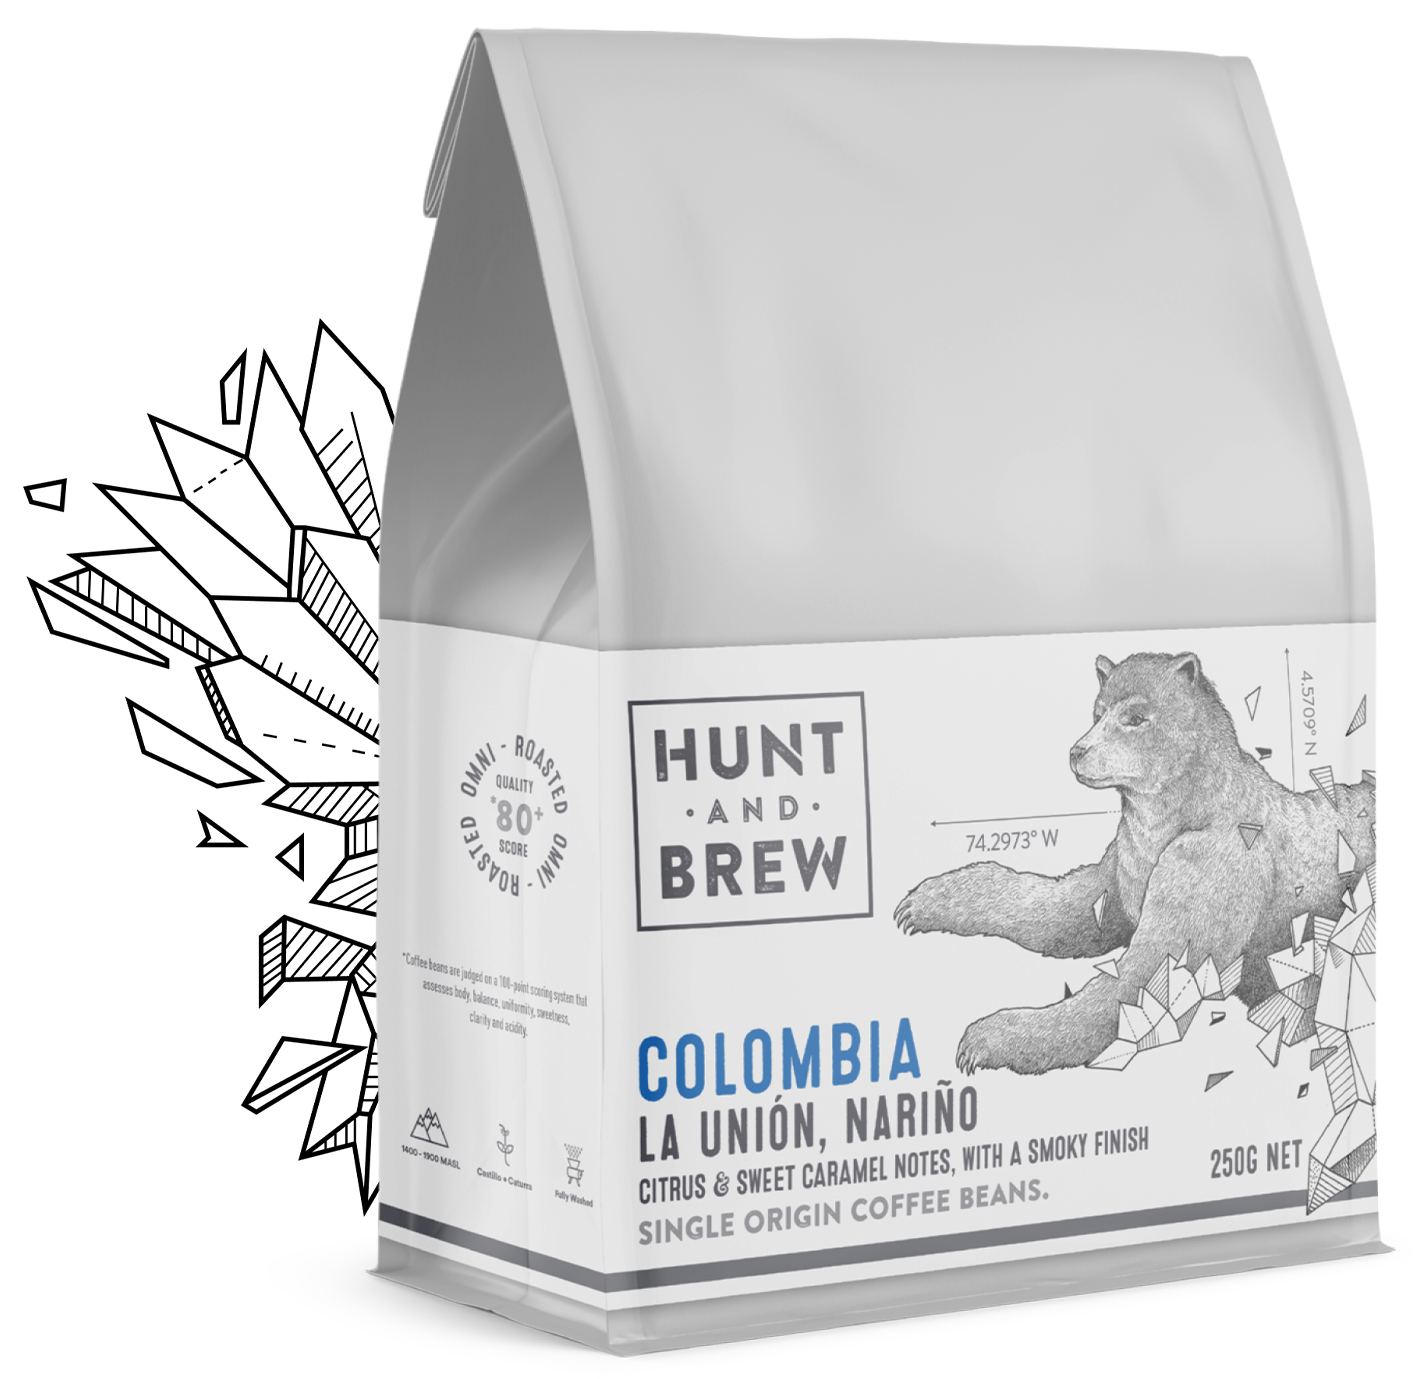 OMNI - ROASTED
OMNI - ROASTED
QUALITY
*80+
SCORE
*Coffee beans are judged on a 100-point scoring system that
assesses body, balance, uniformity, sweetness,
clarity and acidity.
1400 - 1900 MASL
Castillo • Caturra
Fully Washed
HUNT
· AND ·
BREW
74.2973° W
4.5709° N
COLOMBIA
LA UNIÓN, NARIÑO
CITRUS & SWEET CARAMEL NOTES, WITH A SMOKY FINISH
SINGLE ORIGIN COFFEE BEANS.
250G NET